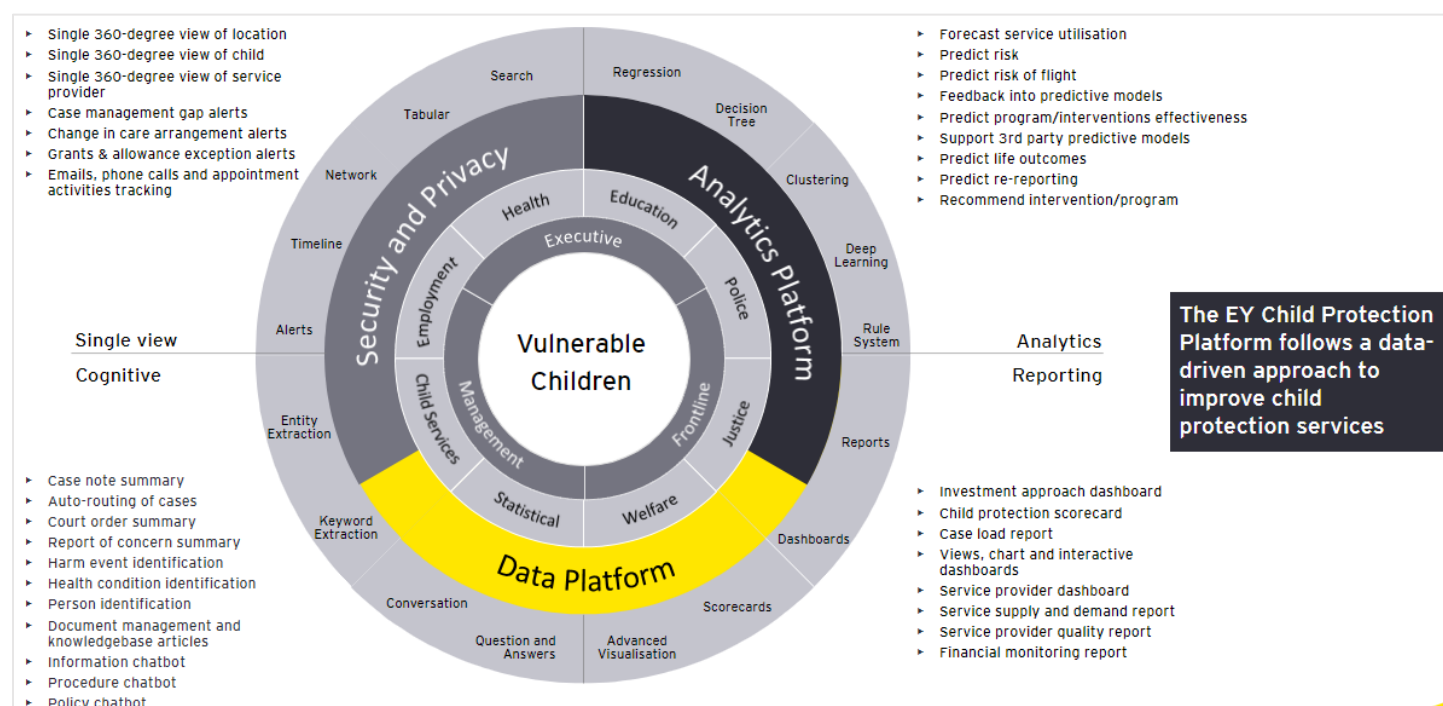 ► Single 360-degree view of location
► Single 360-degree view of child
► Single 360-degree view of service
provider
► Case management gap alerts
► Change in care arrangement alerts
► Grants & allowance exception alerts
► Emails, phone calls and appointment
activities tracking
Single view
Cognitive
► Case note summary
► Auto-routing of cases
► Court order summary
► Report of concern summary
► Harm event identification
► Health condition identification
► Person identification
► Document management and
knowledgebase articles
► Information chatbot
► Procedure chatbot
► Policy chatbot
Search
Tabular
Network
Timeline
Alerts
Entity
Extraction
Keyword
Extraction
Conversation
Question and
Answers
Regression
Decision
Tree
Clustering
Deep
Learning
Rule
System
Reports
Dashboards
Scorecards
Advanced
Visualisation
Security and Privacy
Analytics Platform
Data Platform
Health
Education
Employment
Police
Child Services
Justice
Statistical
Welfare
Executive
Management
Frontline
Vulnerable
Children
► Forecast service utilisation
► Predict risk
► Predict risk of flight
► Feedback into predictive models
► Predict program/interventions effectiveness
► Support 3rd party predictive models
► Predict life outcomes
► Predict re-reporting
► Recommend intervention/program
Analytics
Reporting
► Investment approach dashboard
► Child protection scorecard
► Case load report
► Views, chart and interactive
dashboards
► Service provider dashboard
► Service supply and demand report
► Service provider quality report
► Financial monitoring report
The EY Child Protection
Platform follows a data-
driven approach to
improve child
protection services